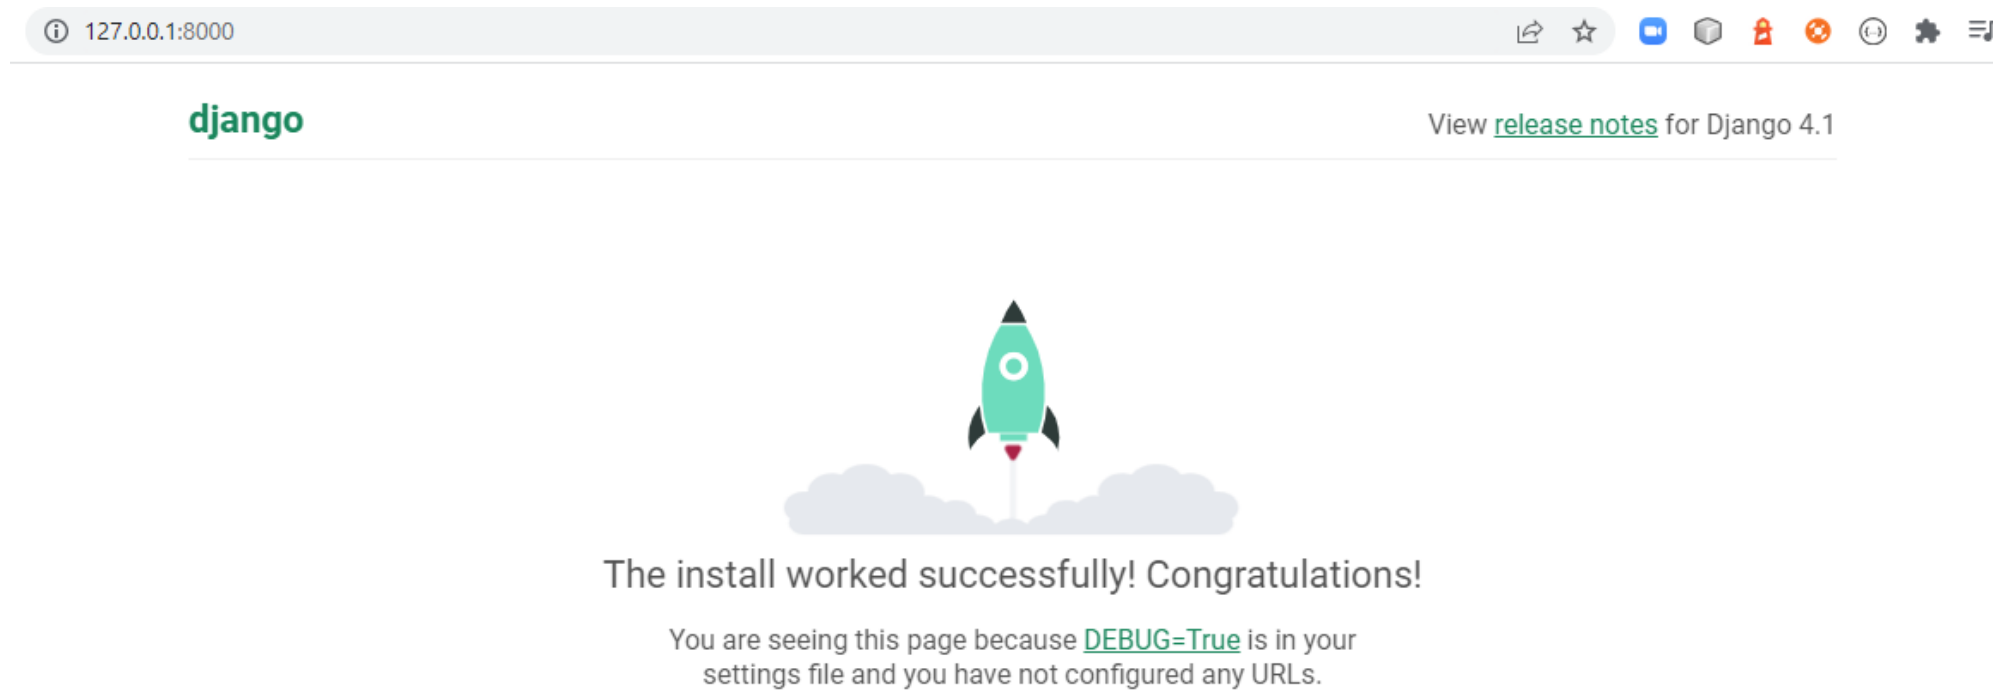 127.0.0.1:8000
django
View release notes for Django 4.1
The install worked successfully! Congratulations!
You are seeing this page because DEBUG=True is in your
settings file and you have not configured any URLs.